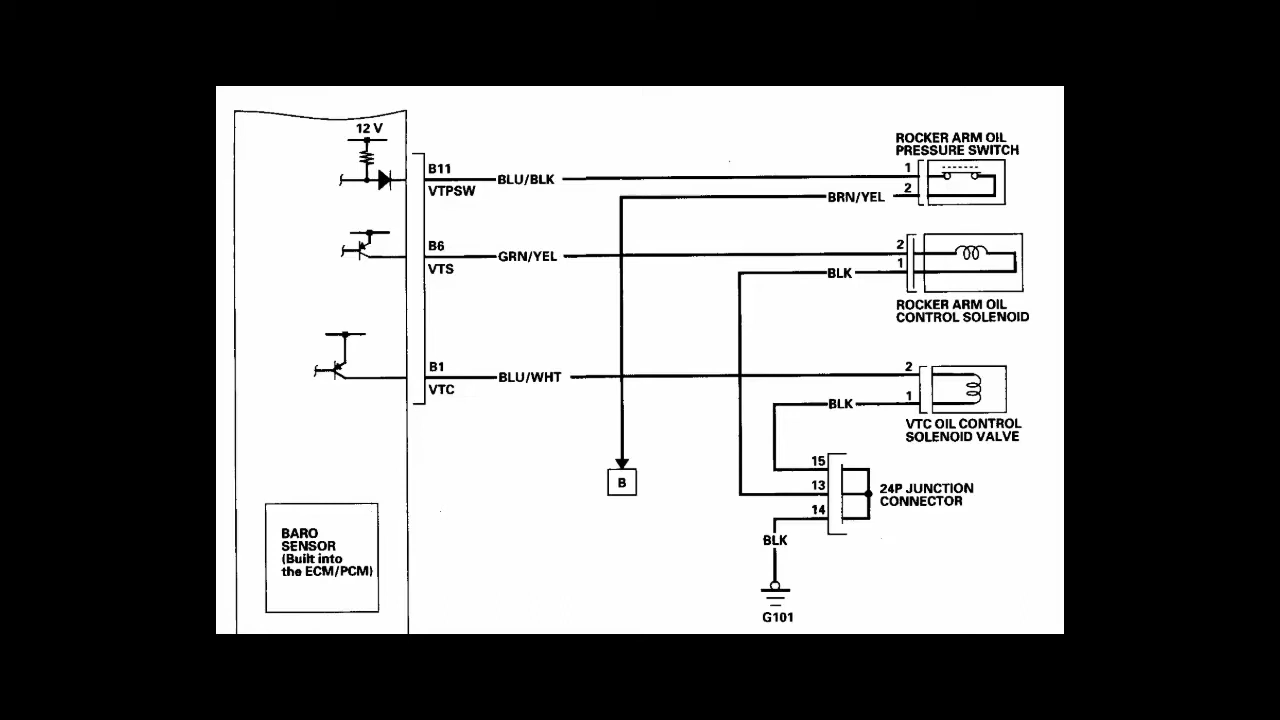 12 V
B11
VTPSW
BLU/BLK
ROCKER ARM OIL
PRESSURE SWITCH
1
2
BRN/YEL
B6
VTS
GRN/YEL
2
1
BLK
ROCKER ARM OIL
CONTROL SOLENOID
B1
VTC
BLU/WHT
2
1
BLK
VTC OIL CONTROL
SOLENOID VALVE
B
15
13
14
24P JUNCTION
CONNECTOR
BLK
G101
BARO
SENSOR
(Built into
the ECM/PCM)